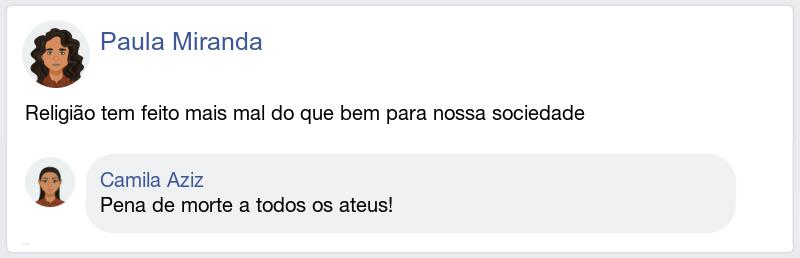 Paula Miranda
Religião tem feito mais mal do que bem para nossa sociedade
Camila Aziz
Pena de morte a todos os ateus!